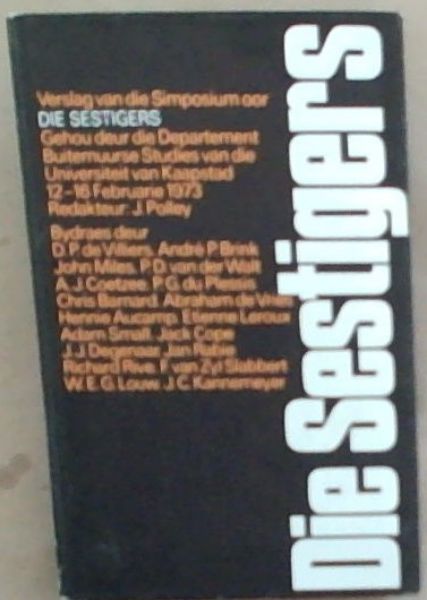 Verslag van die Simposium oor
DIE SESTIGERS
Gehou deur die Departement
Buitemuurse Studies van die
Universiteit van Kaapstad
12-16 Februarie 1973
Redakteur: J. Polley
Bydraes deur
D.P. de Villiers, André P. Brink
John Miles, P.D. van der Walt
A.J. Coetzee, P.G. du Plessis
Chris Barnard, Abraham de Vries
Hennie Aucamp, Etienne Leroux
Adam Small, Jack Cope
J.J. Degenaar, Jan Rabie
Richard Rive, F. van Zyl Slabbert
W.E.G. Louw, J.C. Kannemeyer
Die Sestigers